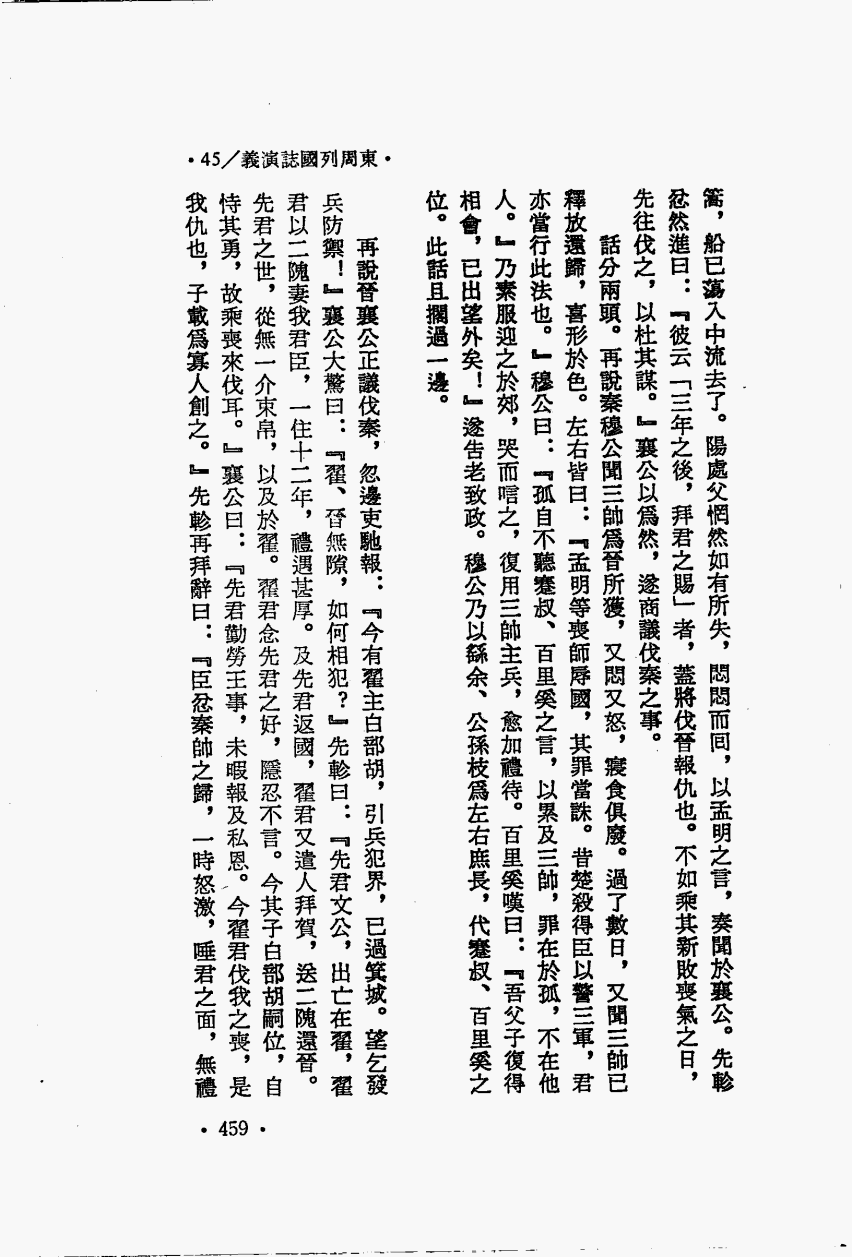 •東周列國誌演義／45•
篙，船已蕩入中流去了。陽處父惘然如有所失，悶悶而回，以孟明之言，奏聞於襄公。先軫
忿然進曰：『彼云「三年之後，拜君之賜」者，蓋將伐晉報仇也。不如乘其新敗喪氣之日，
先往伐之，以杜其謀。』襄公以爲然，遂商議伐秦之事。
話分兩頭。再說秦穆公聞三帥爲晉所獲，又悶又怒，寢食俱廢。過了數日，又聞三帥已
釋放還歸，喜形於色。左右皆曰：『孟明等喪師辱國，其罪當誅。昔楚殺得臣以警三軍，君
亦當行此法也。』穆公曰：『孤自不聽蹇叔、百里奚之言，以累及三帥，罪在於孤，不在他
人。』乃素服迎之於郊，哭而唁之，復用三帥主兵，愈加禮待。百里奚嘆曰：『吾父子復得
相會，已出望外矣！』遂告老致政。穆公乃以繇余、公孫枝爲左右庶長，代蹇叔、百里奚之
位。此話且擱過一邊。
再說晉襄公正議伐秦，忽邊吏馳報：『今有翟主白部胡，引兵犯界，已過箕城。望乞發
兵防禦！』襄公大驚曰：『翟、晉無隙，如何相犯？』先軫曰：『先君文公，出亡在翟，翟
君以二隗妻我君臣，一住十二年，禮遇甚厚。及先君返國，翟君又遣人拜賀，送二隗還晉。
先君之世，從無一介束帛，以及於翟。翟君念先君之好，隱忍不言。今其子白部胡嗣位，自
恃其勇，故乘喪來伐耳。』襄公曰：『先君勤勞王事，未暇報及私恩。今翟君伐我之喪，是
我仇也，子載爲寡人創之。』先軫再拜辭曰：『臣忿秦帥之歸，一時怒激，唾君之面，無禮
•459•